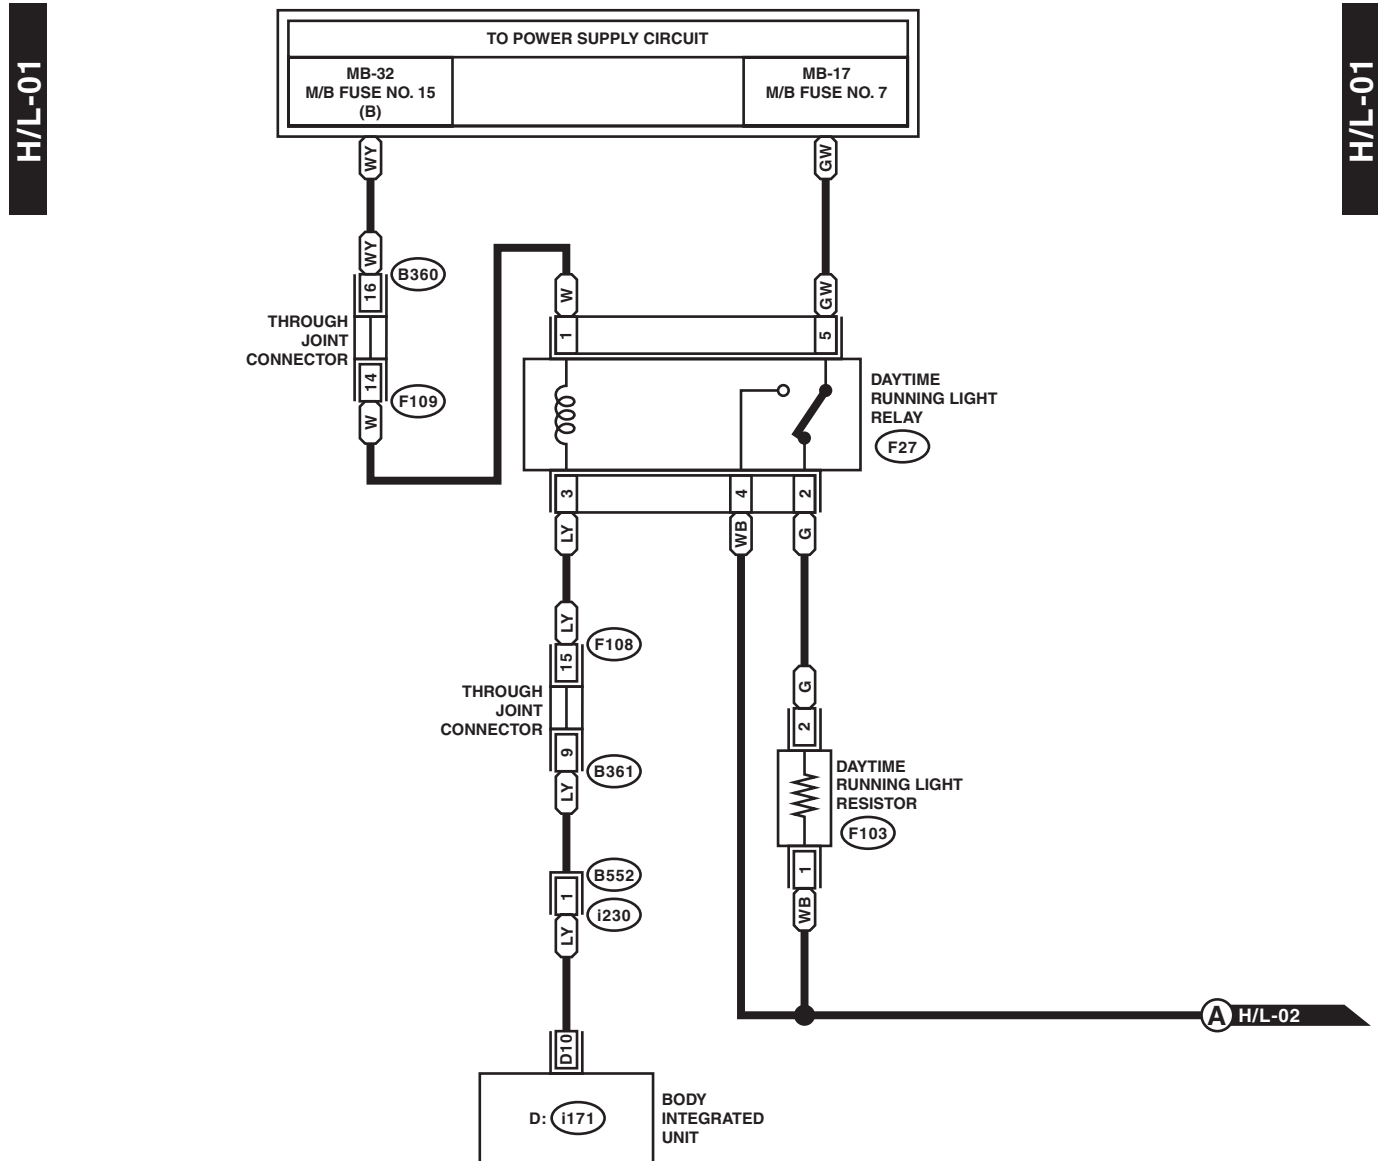 H/L-01
H/L-01
TO POWER SUPPLY CIRCUIT
MB-32
M/B FUSE NO. 15
(B)
MB-17
M/B FUSE NO. 7
WY
GW
WY
B360
16
THROUGH
JOINT
CONNECTOR
14
F109
W
W
GW
1
5
DAYTIME
RUNNING LIGHT
RELAY
F27
3
4
2
LY
WB
G
LY
F108
15
THROUGH
JOINT
CONNECTOR
9
B361
LY
G
2
DAYTIME
RUNNING LIGHT
RESISTOR
F103
1
WB
B552
1
i230
LY
A H/L-02
D10
D: i171
BODY
INTEGRATED
UNIT